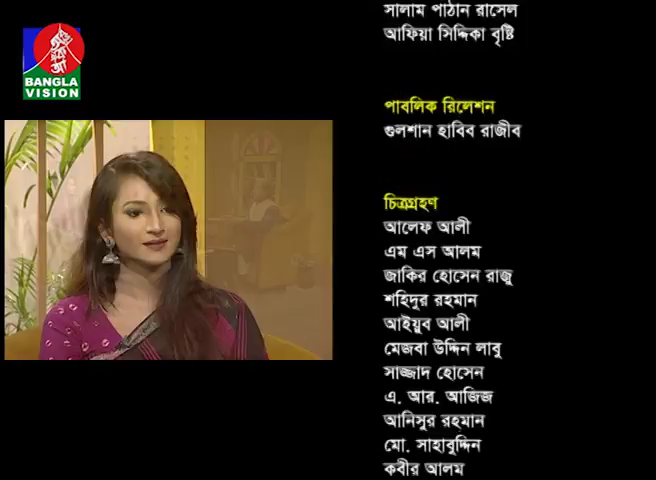 BANGLA
VISION
সালাম পাঠান রাসেল
আফিয়া সিদ্দিকা বৃষ্টি
পাবলিক রিলেশন
গুলশান হাবিব রাজীব
চিত্রগ্রহণ
আলেফ আলী
এম এস আলম
জাকির হোসেন রাজু
শহিদুর রহমান
আইয়ুব আলী
মেজবা উদ্দিন লাবু
সাজ্জাদ হোসেন
এ. আর. আজিজ
আনিসুর রহমান
মো. সাহাবুদ্দিন
কবীর আলম